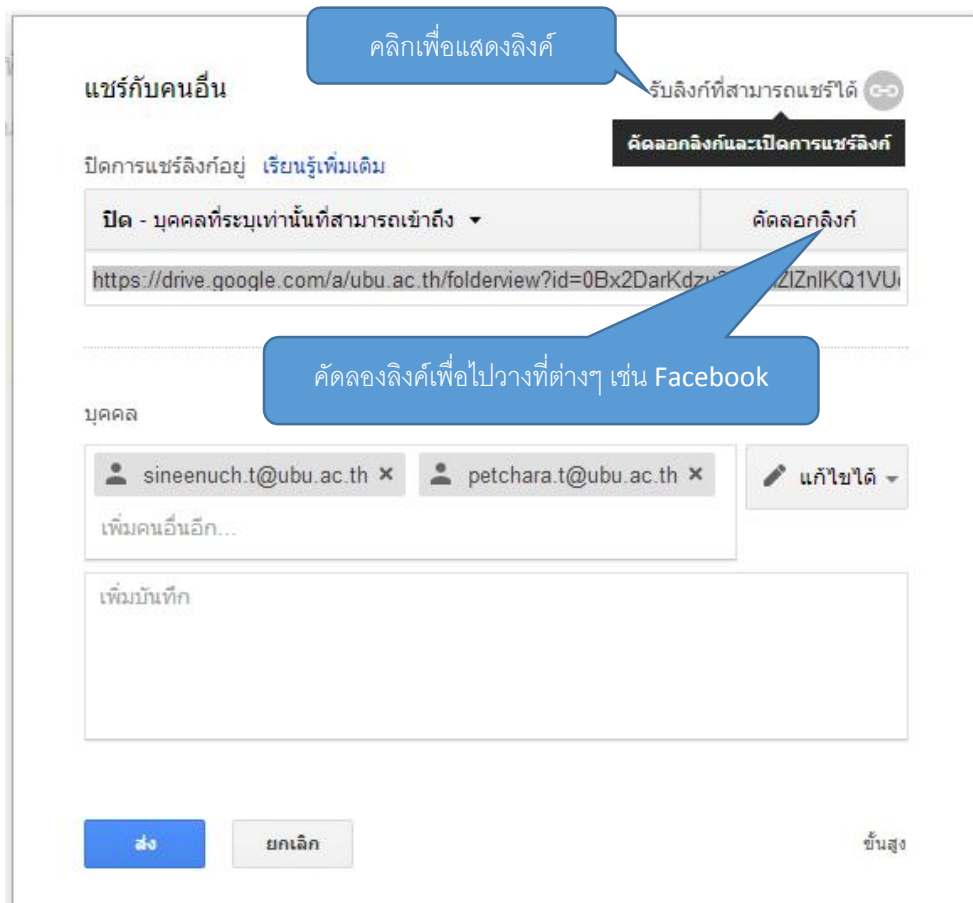 คลิกเพื่อแสดงลิงค์
แชร์กับคนอื่น
รับลิงก์ที่สามารถแชร์ได้
คัดลอกลิงก์และเปิดการแชร์ลิงก์
ปิดการแชร์ลิงก์อยู่ เรียนรู้เพิ่มเติม
ปิด - บุคคลที่ระบุเท่านั้นที่สามารถเข้าถึง
คัดลอกลิงก์
https://drive.google.com/a/ubu.ac.th/folderview?id=0Bx2DarKdzu
คัดลองลิงค์เพื่อไปวางที่ต่างๆ เช่น Facebook
บุคคล
sineenuch.t@ubu.ac.th × petchara.t@ubu.ac.th ×
แก้ไขได้
เพิ่มคนอื่นอีก...
เพิ่มบันทึก
ส่ง ยกเลิก ขั้นสูง